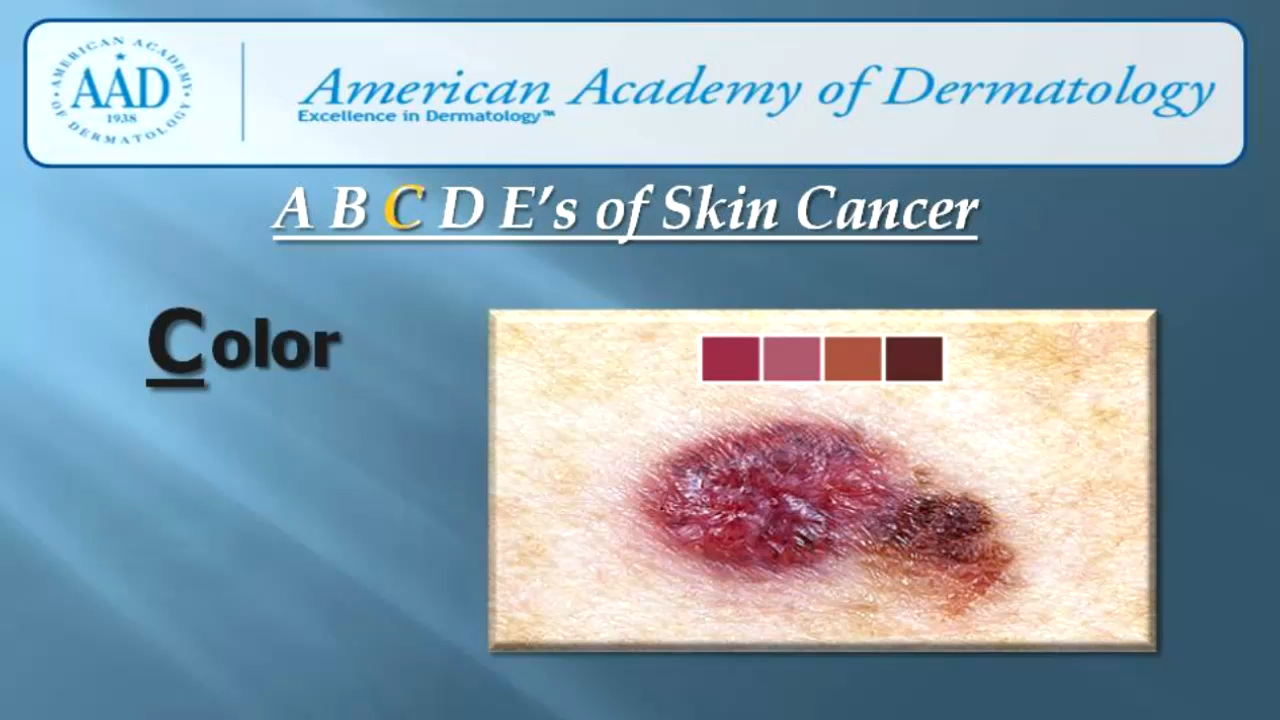 AMERICAN ACADEMY OF DERMATOLOGY
AAD
1938
American Academy of Dermatology
Excellence in Dermatology™
A B C D E's of Skin Cancer
Color